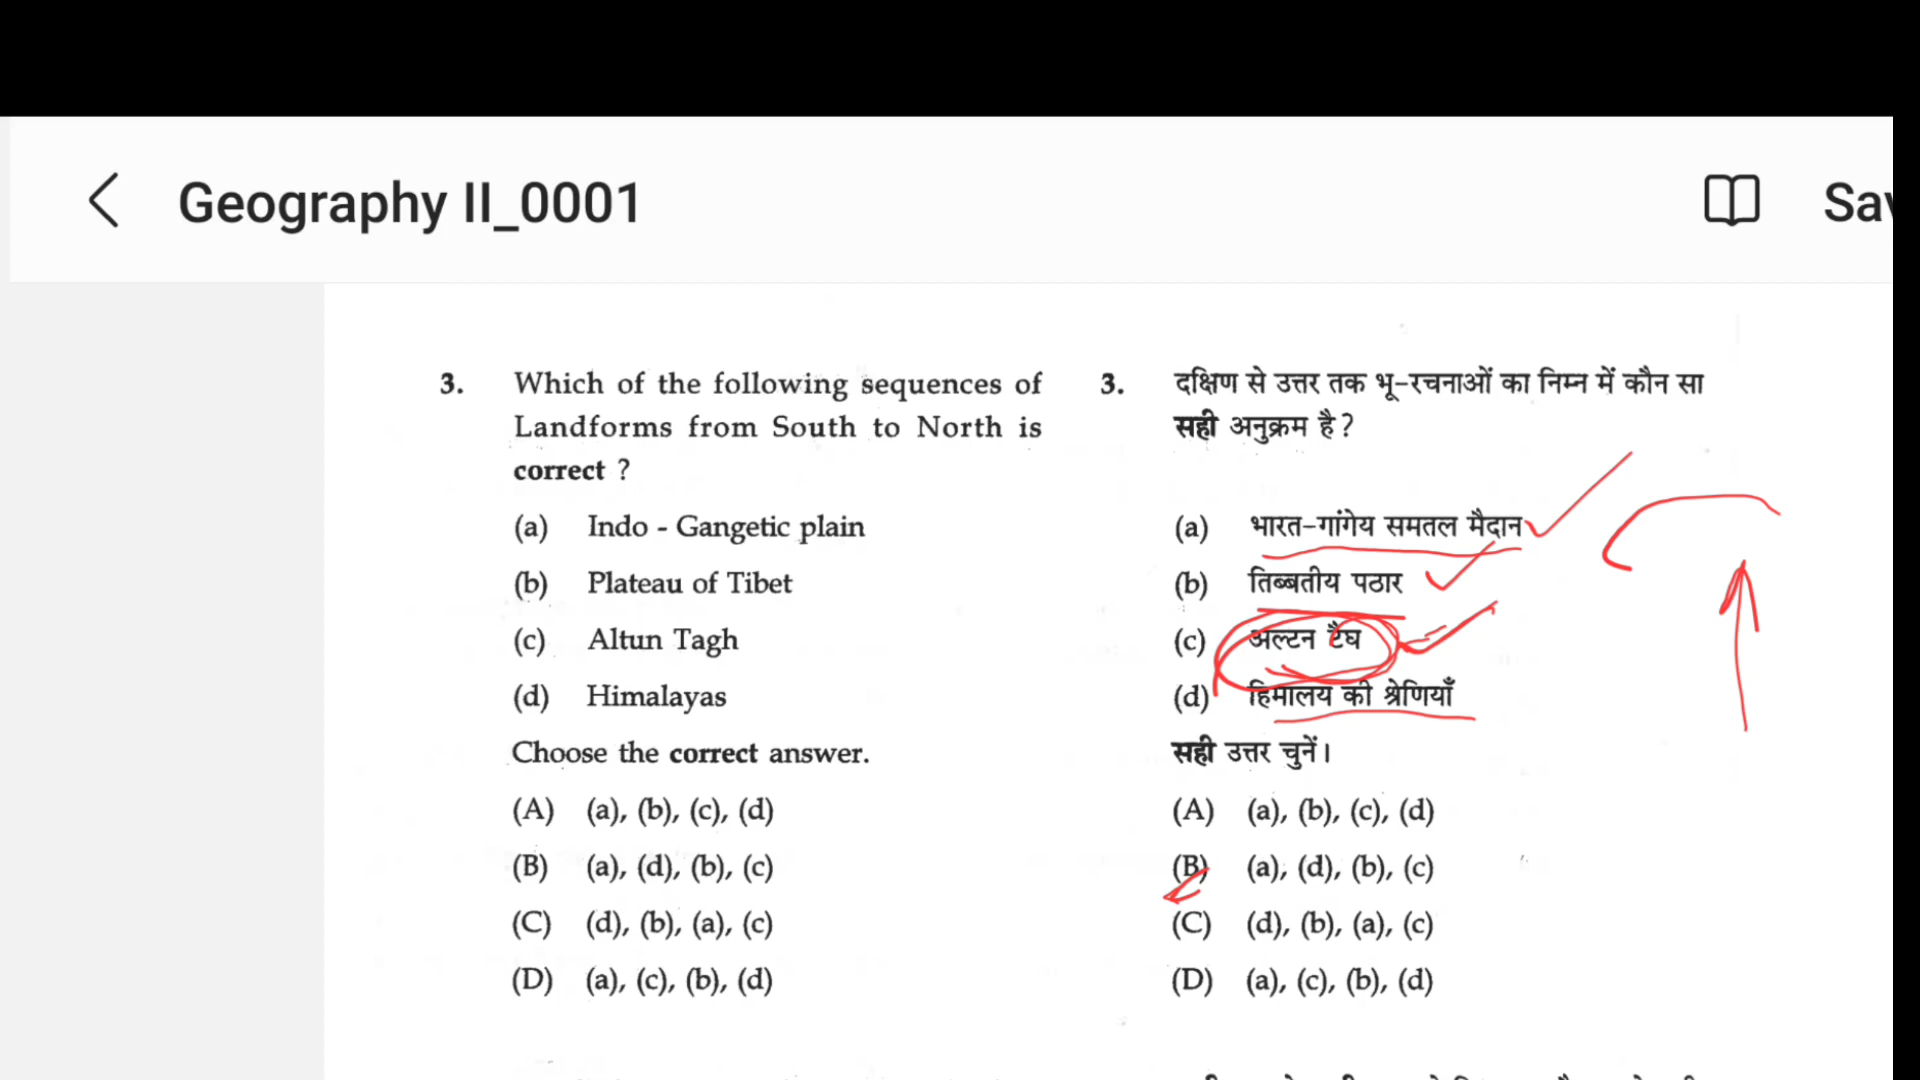 Geography II_0001
Sav
3. Which of the following sequences of
Landforms from South to North is
correct ?
(a) Indo - Gangetic plain
(b) Plateau of Tibet
(c) Altun Tagh
(d) Himalayas
Choose the correct answer.
(A) (a), (b), (c), (d)
(B) (a), (d), (b), (c)
(C) (d), (b), (a), (c)
(D) (a), (c), (b), (d)
3. दक्षिण से उत्तर तक भू-रचनाओं का निम्न में कौन सा
सही अनुक्रम है ?
(a) भारत-गांगेय समतल मैदान
(b) तिब्बतीय पठार
(c) अल्टन टैघ
(d) हिमालय की श्रेणियाँ
सही उत्तर चुनें।
(A) (a), (b), (c), (d)
(B) (a), (d), (b), (c)
(C) (d), (b), (a), (c)
(D) (a), (c), (b), (d)